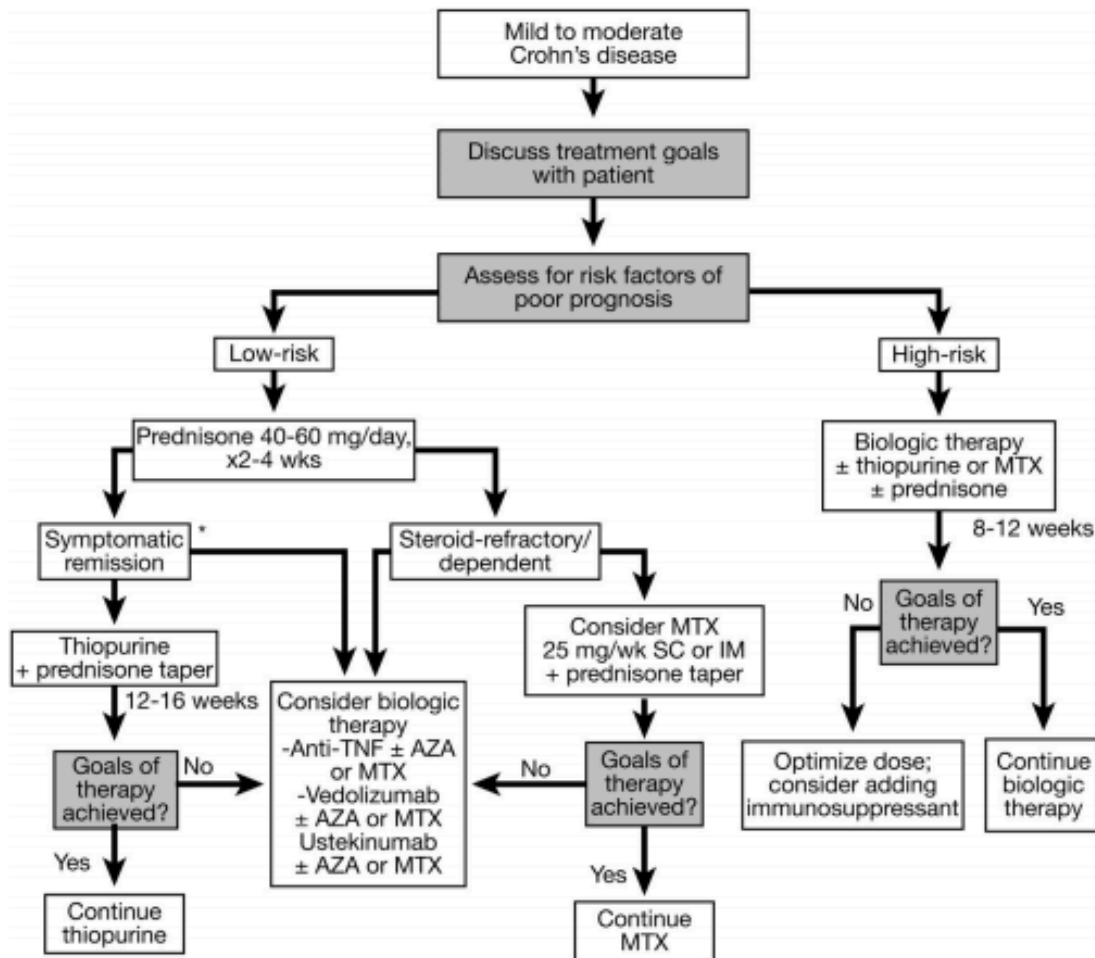 Mild to moderate
Crohn's disease
Discuss treatment goals
with patient
Assess for risk factors of
poor prognosis
Low-risk
High-risk
Prednisone 40-60 mg/day,
x2-4 wks
Biologic therapy
± thiopurine or MTX
± prednisone
8-12 weeks
Symptomatic
remission
*
Steroid-refractory/
dependent
Thiopurine
+ prednisone taper
12-16 weeks
Consider MTX
25 mg/wk SC or IM
+ prednisone taper
No
Goals of
therapy
achieved?
Yes
Consider biologic
therapy
-Anti-TNF ± AZA
or MTX
-Vedolizumab
± AZA or MTX
Ustekinumab
± AZA or MTX
Goals of
therapy
achieved?
No
Yes
No
Goals of
therapy
achieved?
Yes
Optimize dose;
consider adding
immunosuppressant
Continue
biologic
therapy
Continue
thiopurine
Continue
MTX